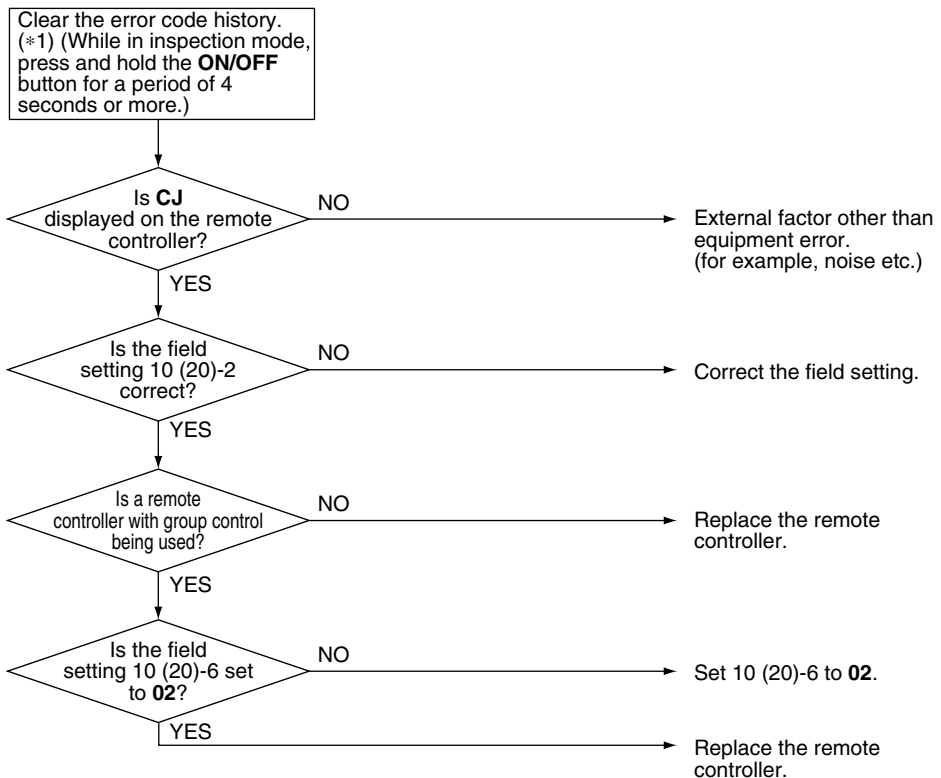 Clear the error code history.
(*1) (While in inspection mode,
press and hold the ON/OFF
button for a period of 4
seconds or more.)
Is CJ
displayed on the remote
controller?
NO
External factor other than
equipment error.
(for example, noise etc.)
YES
Is the field
setting 10 (20)-2
correct?
NO
Correct the field setting.
YES
Is a remote
controller with group control
being used?
NO
Replace the remote
controller.
YES
Is the field
setting 10 (20)-6 set
to 02?
NO
Set 10 (20)-6 to 02.
YES
Replace the remote
controller.